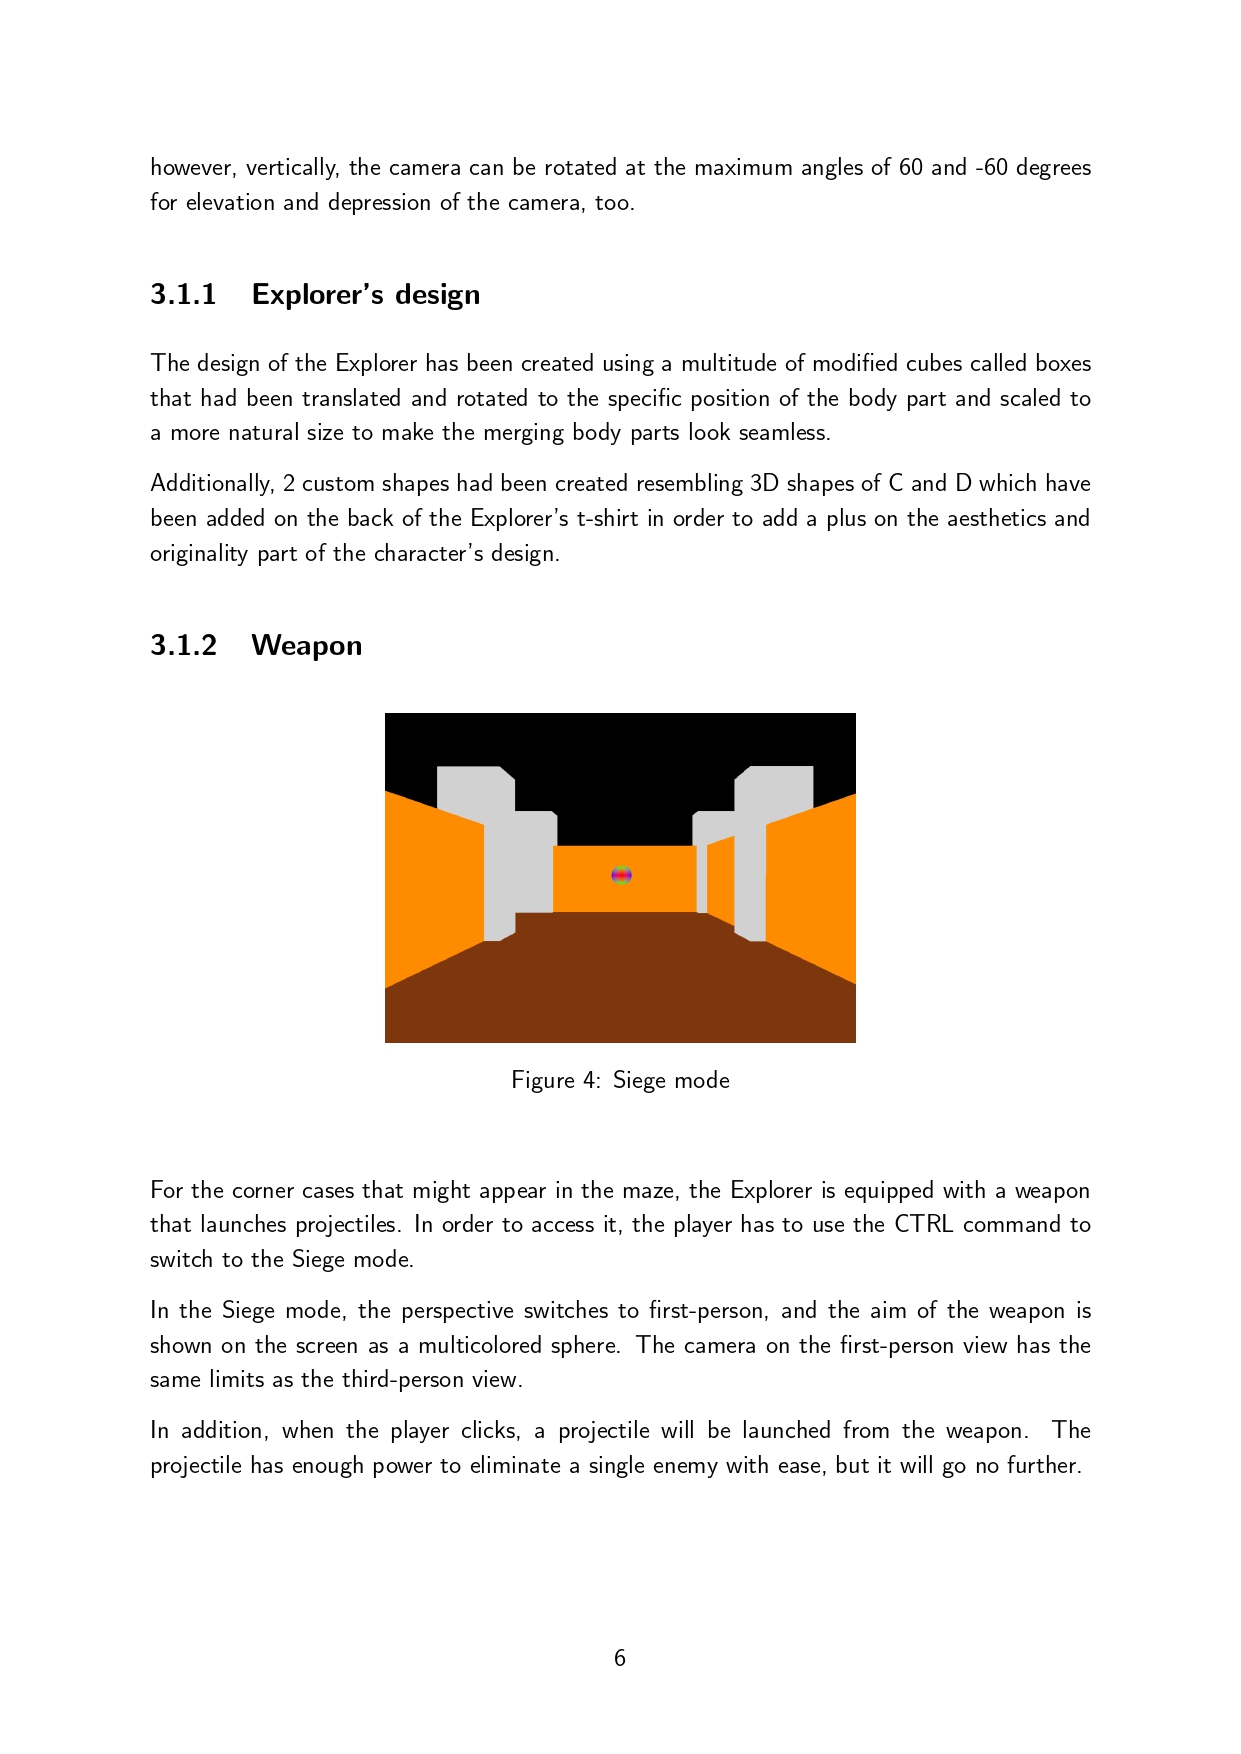 however, vertically, the camera can be rotated at the maximum angles of 60 and -60 degrees
for elevation and depression of the camera, too.
3.1.1 Explorer's design
The design of the Explorer has been created using a multitude of modified cubes called boxes
that had been translated and rotated to the specific position of the body part and scaled to
a more natural size to make the merging body parts look seamless.
Additionally, 2 custom shapes had been created resembling 3D shapes of C and D which have
been added on the back of the Explorer's t-shirt in order to add a plus on the aesthetics and
originality part of the character's design.
3.1.2 Weapon
Figure 4: Siege mode
For the corner cases that might appear in the maze, the Explorer is equipped with a weapon
that launches projectiles. In order to access it, the player has to use the CTRL command to
switch to the Siege mode.
In the Siege mode, the perspective switches to first-person, and the aim of the weapon is
shown on the screen as a multicolored sphere. The camera on the first-person view has the
same limits as the third-person view.
In addition, when the player clicks, a projectile will be launched from the weapon. The
projectile has enough power to eliminate a single enemy with ease, but it will go no further.
6